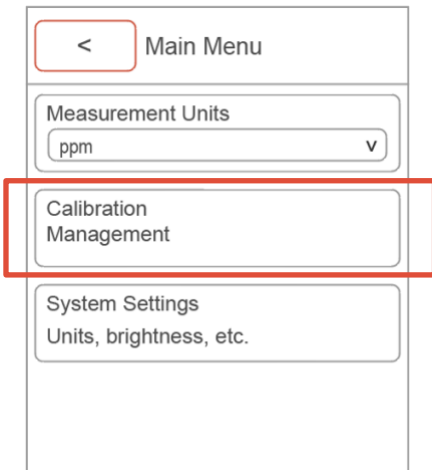 < Main Menu
Measurement Units
ppm v
Calibration
Management
System Settings
Units, brightness, etc.